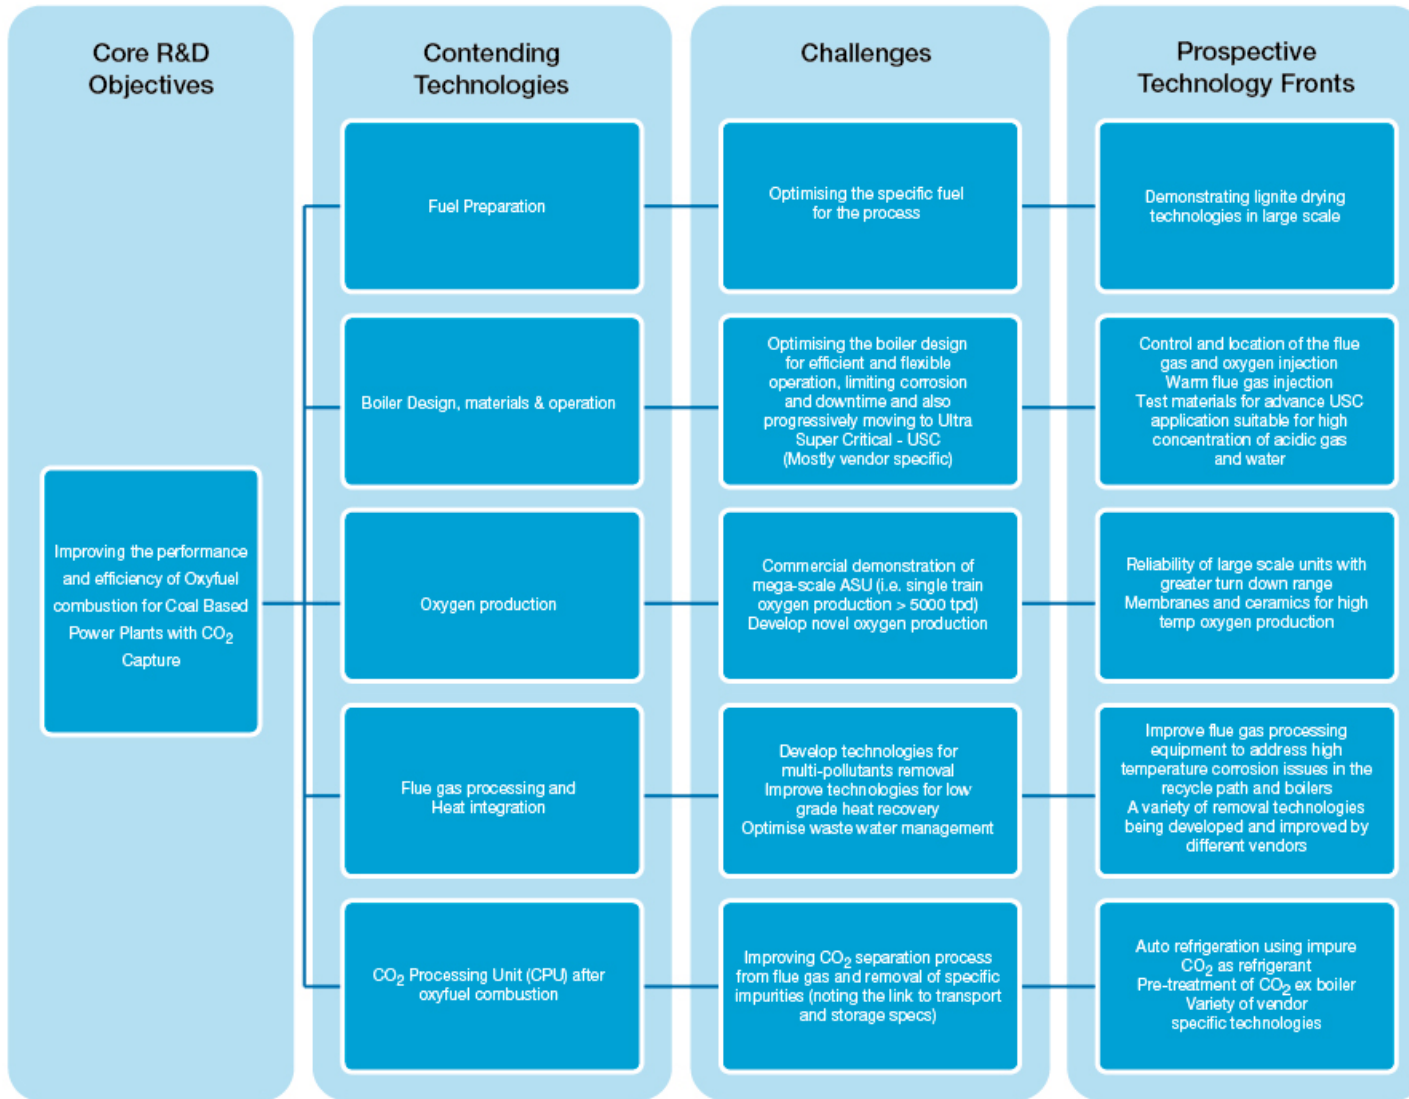 Core R&D
Objectives
Contending
Technologies
Challenges
Prospective
Technology Fronts
Improving the performance
and efficiency of Oxyfuel
combustion for Coal Based
Power Plants with CO2
Capture
Fuel Preparation
Optimising the specific fuel
for the process
Demonstrating lignite drying
technologies in large scale
Boiler Design, materials & operation
Optimising the boiler design
for efficient and flexible
operation, limiting corrosion
and downtime and also
progressively moving to Ultra
Super Critical - USC
(Mostly vendor specific)
Control and location of the flue
gas and oxygen injection
Warm flue gas injection
Test materials for advance USC
application suitable for high
concentration of acidic gas
and water
Oxygen production
Commercial demonstration of
mega-scale ASU (i.e. single train
oxygen production > 5000 tpd)
Develop novel oxygen production
Reliability of large scale units with
greater turn down range
Membranes and ceramics for high
temp oxygen production
Flue gas processing and
Heat integration
Develop technologies for
multi-pollutants removal
Improve technologies for low
grade heat recovery
Optimise waste water management
Improve flue gas processing
equipment to address high
temperature corrosion issues in the
recycle path and boilers
A variety of removal technologies
being developed and improved by
different vendors
CO2 Processing Unit (CPU) after
oxyfuel combustion
Improving CO2 separation process
from flue gas and removal of specific
impurities (noting the link to transport
and storage specs)
Auto refrigeration using impure
CO2 as refrigerant
Pre-treatment of CO2 ex boiler
Variety of vendor
specific technologies